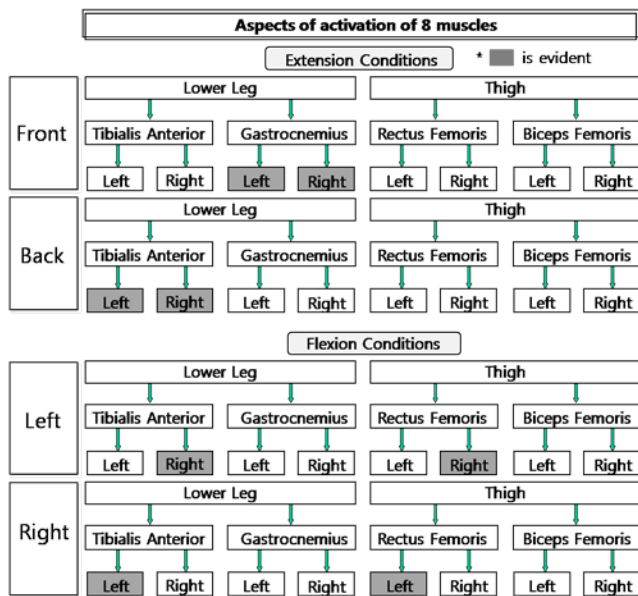 Aspects of activation of 8 muscles
Extension Conditions
* is evident
Front
Lower Leg Thigh
Tibialis Anterior Gastrocnemius Rectus Femoris Biceps Femoris
Left Right Left Right Left Right Left Right
Back
Lower Leg Thigh
Tibialis Anterior Gastrocnemius Rectus Femoris Biceps Femoris
Left Right Left Right Left Right Left Right
Flexion Conditions
Left
Lower Leg Thigh
Tibialis Anterior Gastrocnemius Rectus Femoris Biceps Femoris
Left Right Left Right Left Right Left Right
Right
Lower Leg Thigh
Tibialis Anterior Gastrocnemius Rectus Femoris Biceps Femoris
Left Right Left Right Left Right Left Right